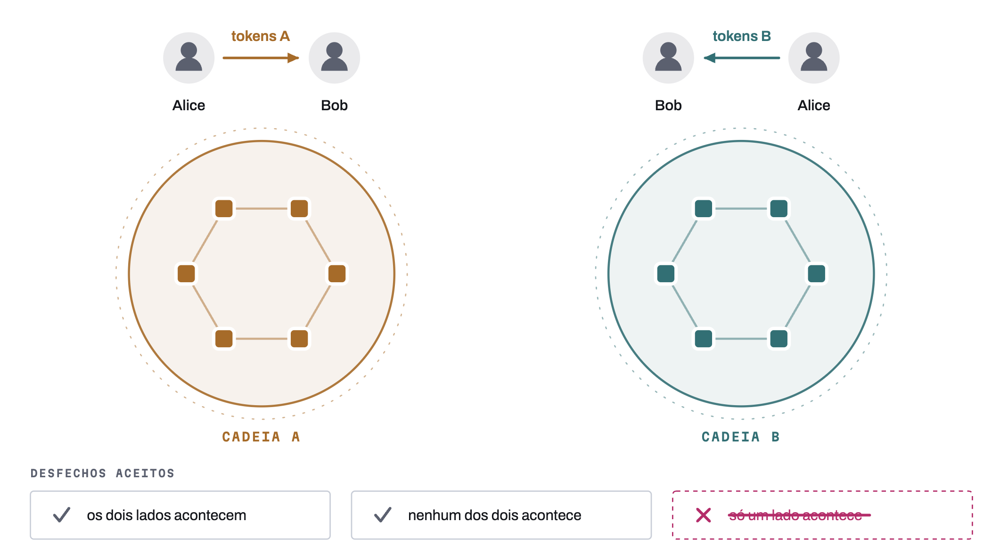 tokens A
tokens B
Alice
Bob
Bob
Alice
CADEIA A
CADEIA B
DESFECHOS ACEITOS
os dois lados acontecem
nenhum dos dois acontece
só um lado acontece